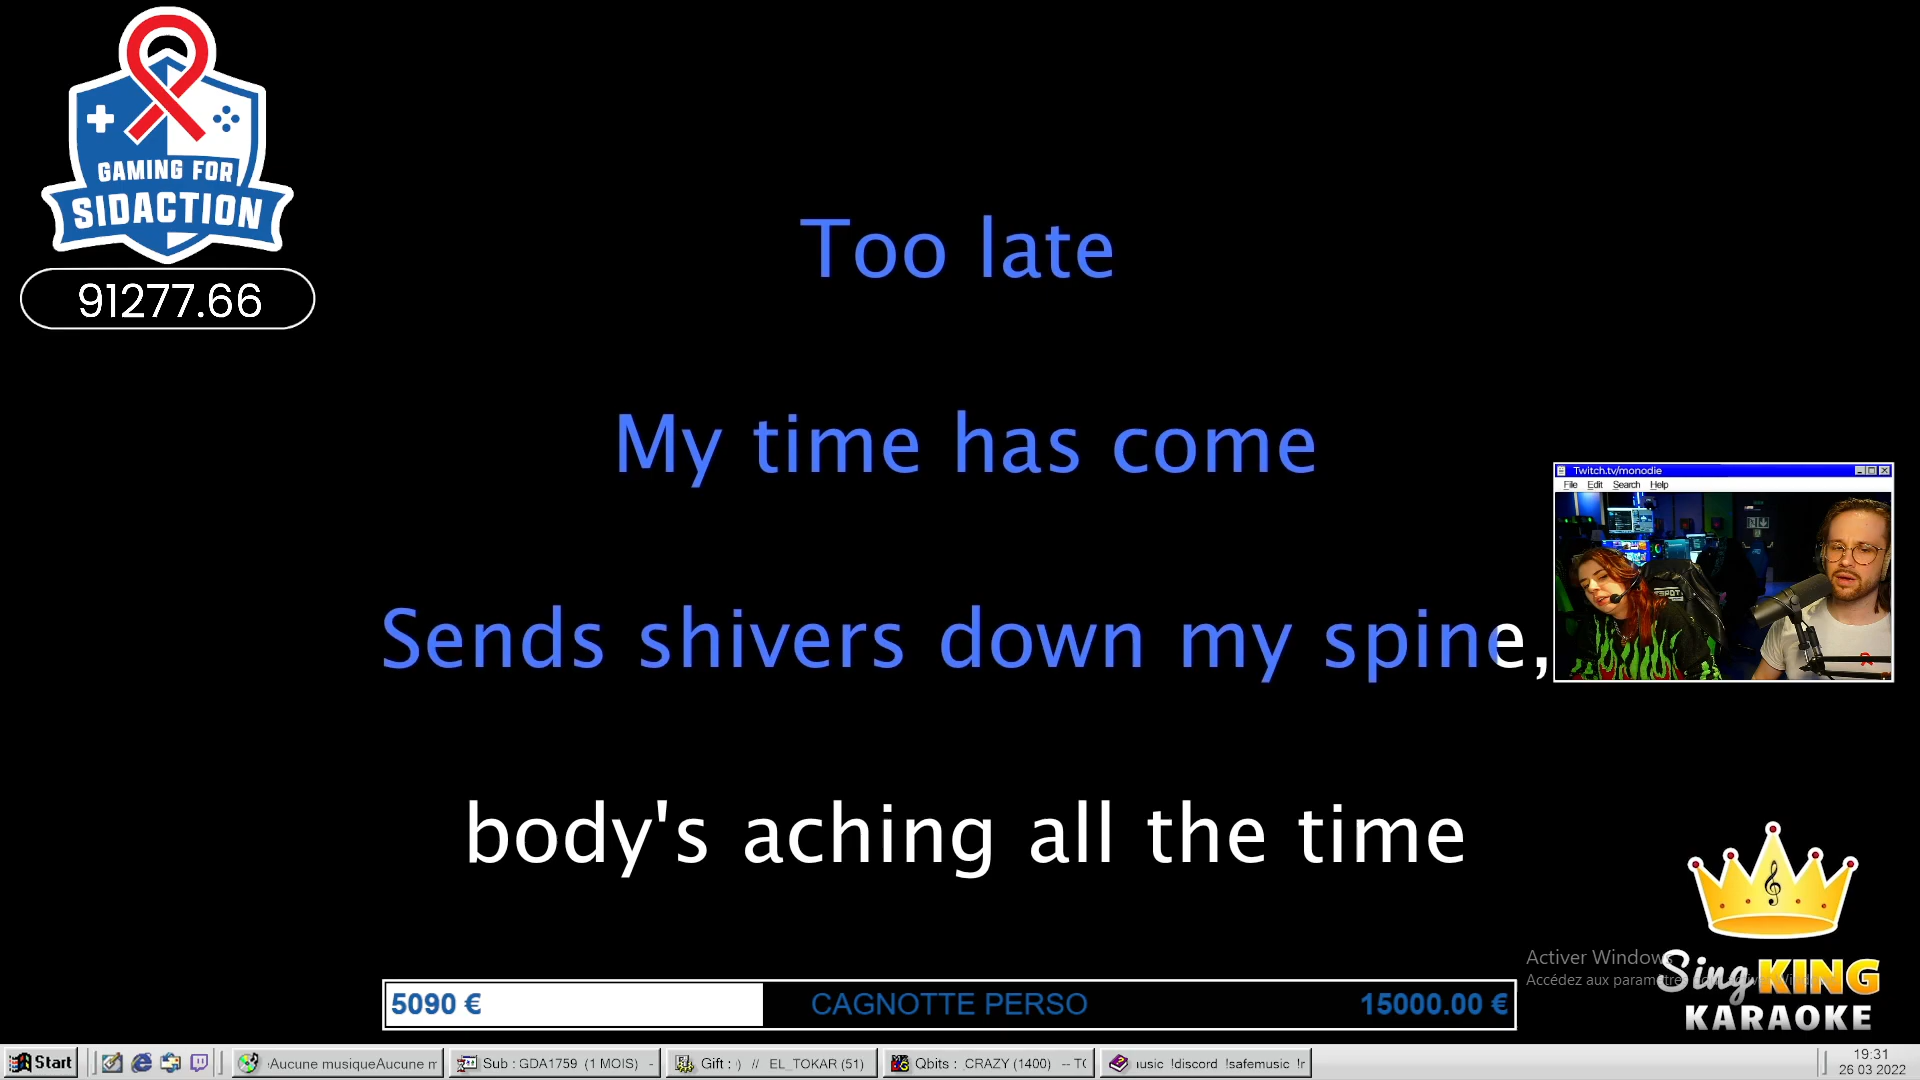 GAMING FOR
SIDACTION
91277.66
Too late
My time has come
Sends shivers down my spine,
body's aching all the time
Twitch.tv/monodie
File Edit Search Help
Activer Windows
Accédez aux paramètres
Sing KING
KARAOKE
5090 € CAGNOTTE PERSO 15000.00 €
Start
Aucune musiqueAucune m
Sub : GDA1759 (1 MOIS) -
Gift : ) // EL_TOKAR (51)
Qbits : CRAZY (1400) -- TO
usic !discord !safemusic !r
19:31
26 03 2022